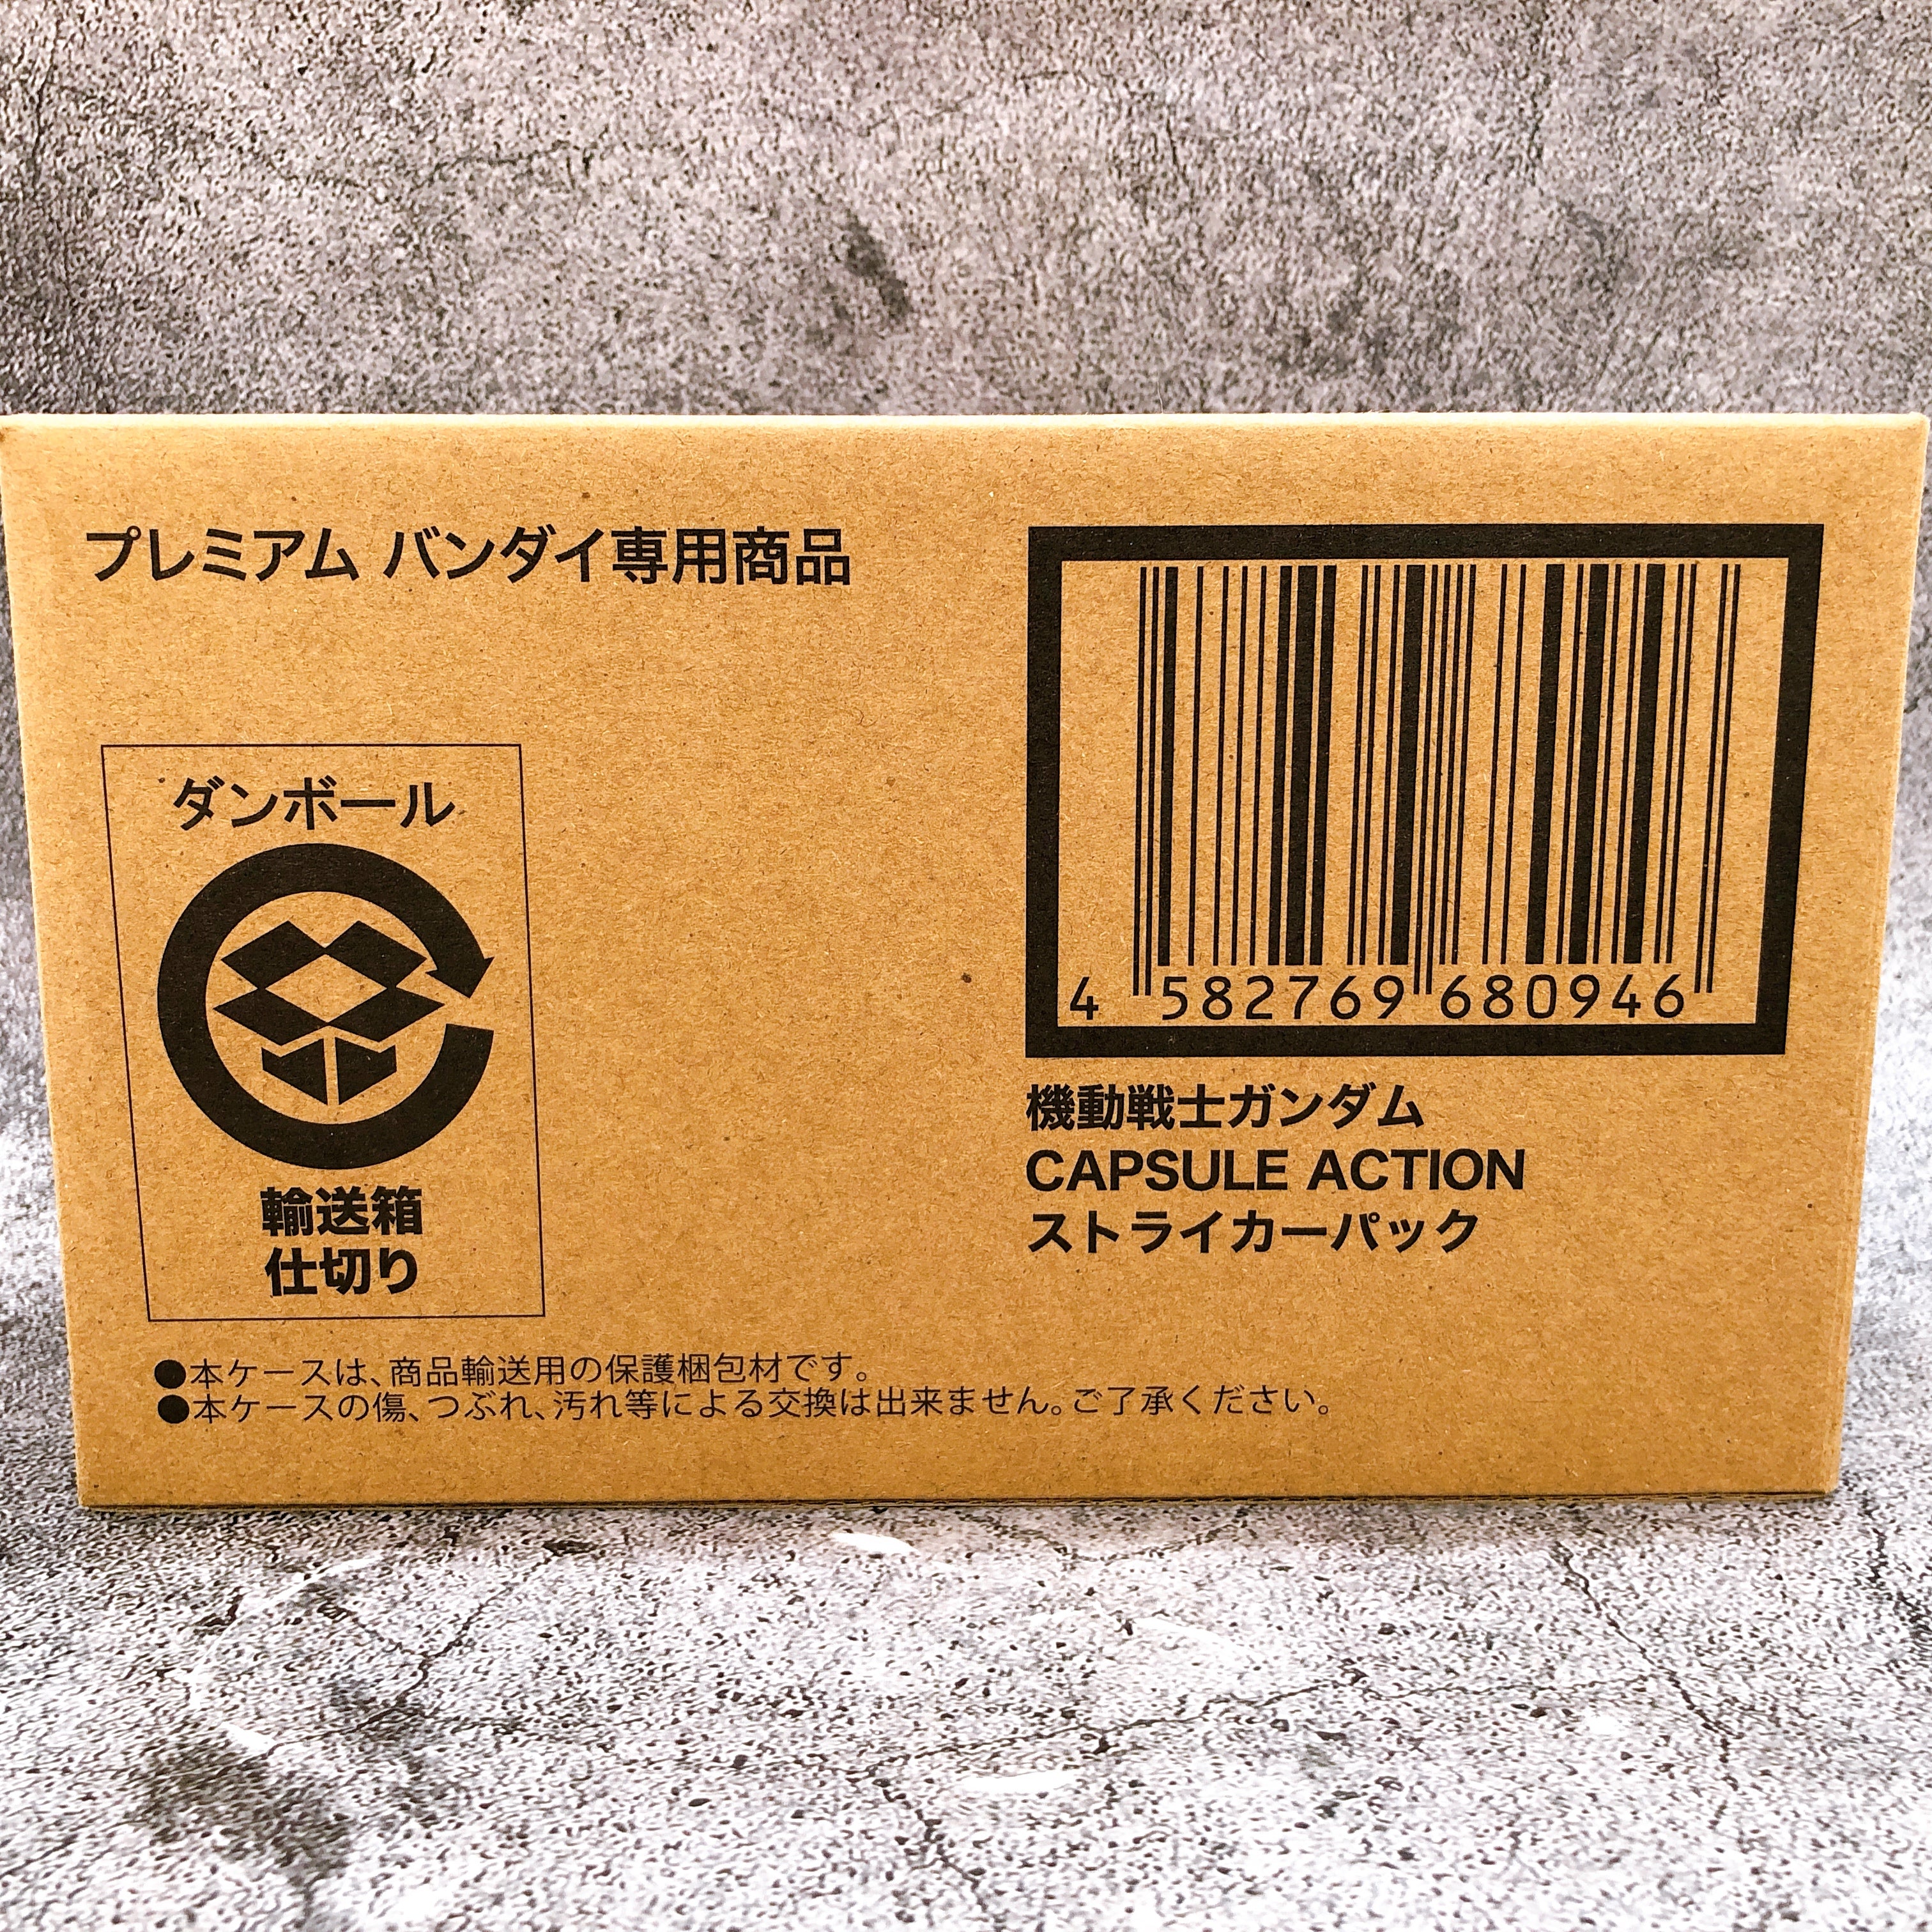 プレミアム バンダイ専用商品
4 582769 680946
機動戦士ガンダム
CAPSULE ACTION
ストライカーパック
ダンボール
輸送箱
仕切り
●本ケースは、商品輸送用の保護梱包材です。
●本ケースの傷、つぶれ、汚れ等による交換は出来ません。ご了承ください。